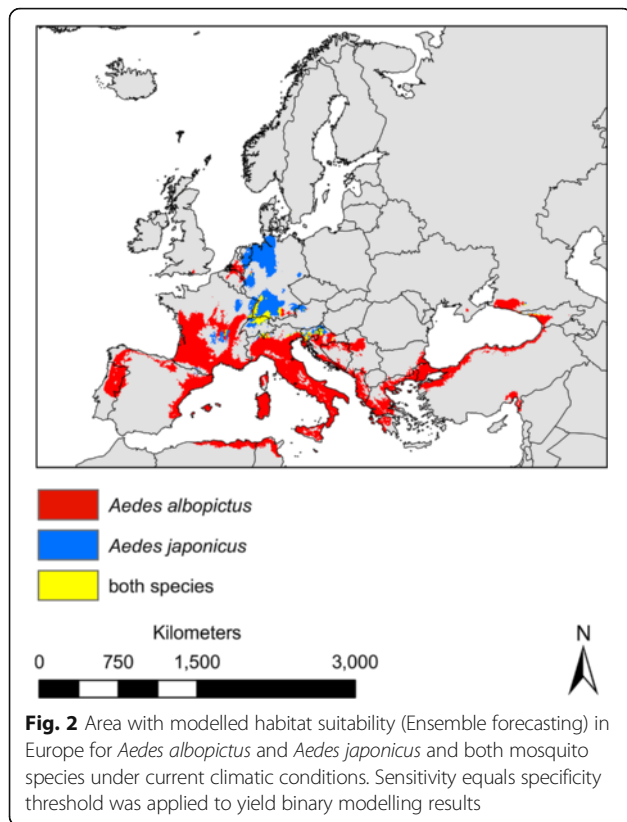 Aedes albopictus
Aedes japonicus
both species
Kilometers
0 750 1,500 3,000
N
Fig. 2 Area with modelled habitat suitability (Ensemble forecasting) in
Europe for Aedes albopictus and Aedes japonicus and both mosquito
species under current climatic conditions. Sensitivity equals specificity
threshold was applied to yield binary modelling results